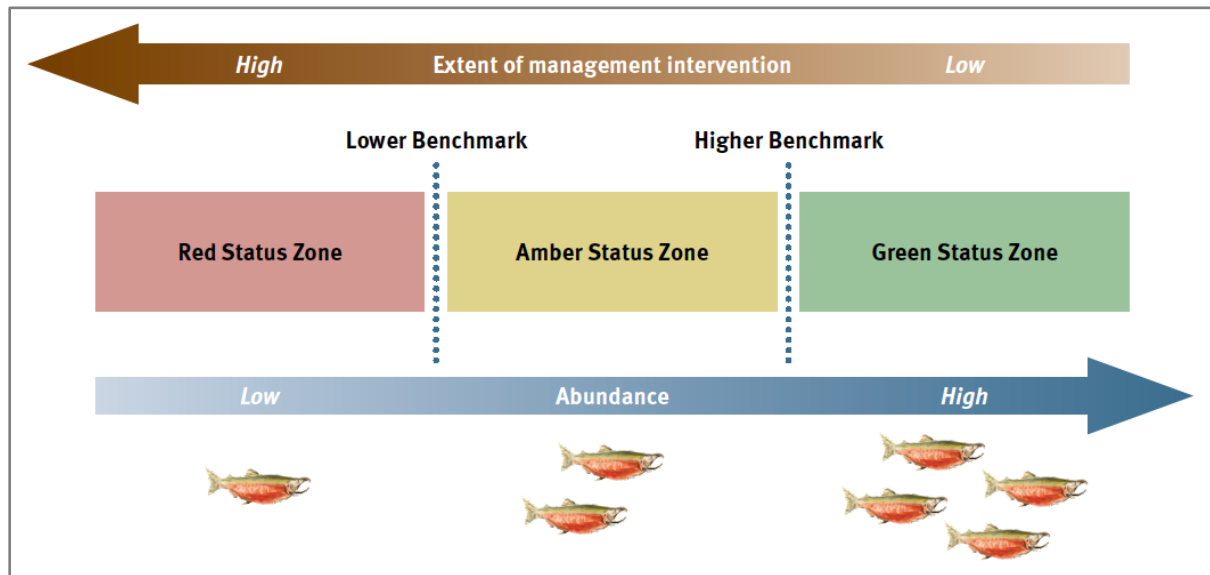 High Extent of management intervention Low
Lower Benchmark Higher Benchmark
Red Status Zone Amber Status Zone Green Status Zone
Low Abundance High